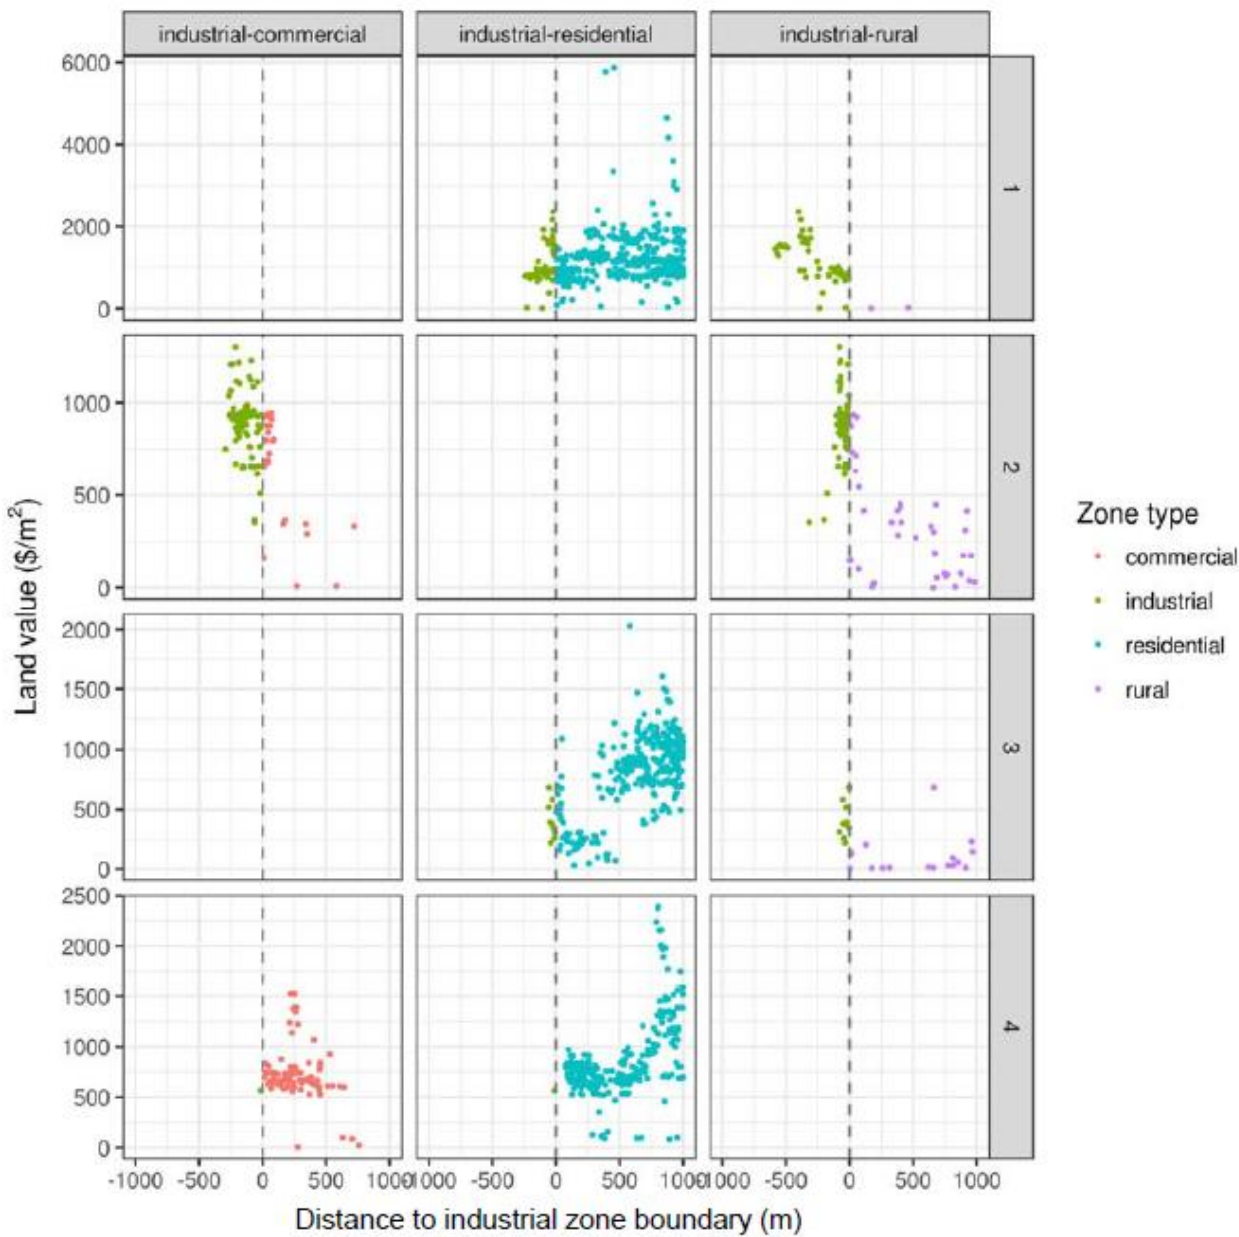 industrial-commercial industrial-residential industrial-rural
6000
4000
2000
0
1
1000
500
0
2
2000
1500
1000
500
0
3
2500
2000
1500
1000
500
0
4
Land value ($/m²)
-1000 -500 0 500 1000 -1000 -500 0 500 1000 -1000 -500 0 500 1000
Distance to industrial zone boundary (m)
Zone type
commercial
industrial
residential
rural